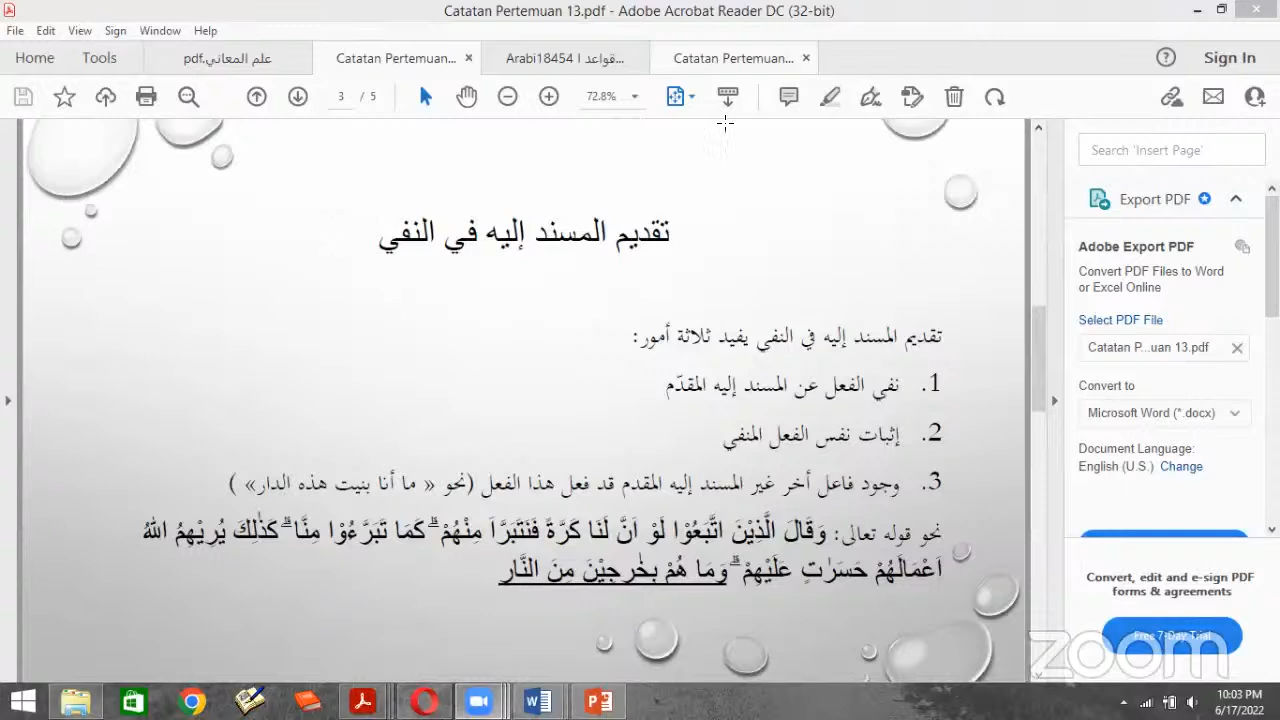 Catatan Pertemuan 13.pdf - Adobe Acrobat Reader DC (32-bit)
File Edit View Sign Window Help
Home Tools علم المعاني.pdf Catatan Pertemuan... × Arabi18454 قواعد ا... Catatan Pertemuan... × Sign In
3 / 5 72.8%
Search 'Insert Page'
Export PDF
Adobe Export PDF
Convert PDF Files to Word
or Excel Online
Select PDF File
Catatan P...uan 13.pdf
Convert to
Microsoft Word (*.docx)
Document Language:
English (U.S.) Change
Convert, edit and e-sign PDF
forms & agreements
Free 7-Day Trial
تقديم المسند إليه في النفي
تقديم المسند إليه في النفي يفيد ثلاثة أمور:
1. نفي الفعل عن المسند إليه المقدّم
2. إثبات نفس الفعل المنفي
3. وجود فاعل أخر غير المسند إليه المقدم قد فعل هذا الفعل (نحو « ما أنا بنيت هذه الدار» )
نحو قوله تعالى: وَقَالَ الَّذِيْنَ اتَّبَعُوْا لَوْ اَنَّ لَنَا كَرَّةً فَنَتَبَرَّاَ مِنْهُمْ ۗ كَمَا تَبَرَّءُوْا مِنَّا ۗ كَذٰلِكَ يُرِيْهِمُ اللّٰهُ
اَعْمَالَهُمْ حَسَرٰتٍ عَلَيْهِمْ ۗ وَمَا هُمْ بِخٰرِجِيْنَ مِنَ النَّارِ
zoom
10:03 PM
6/17/2022